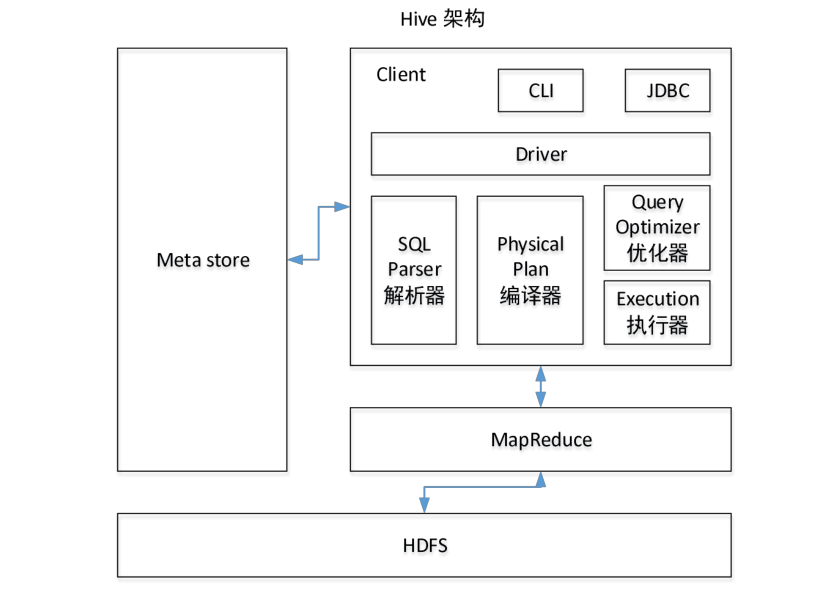 Hive 架构
Client
CLI
JDBC
Driver
Meta store
SQL
Parser
解析器
Physical
Plan
编译器
Query
Optimizer
优化器
Execution
执行器
MapReduce
HDFS